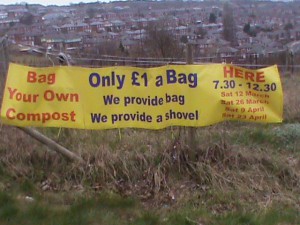 Bag
Your Own
Compost
Only £1 a Bag
We provide bag
We provide a shovel
HERE
7.30 - 12.30
Sat 12 March
Sat 26 March
Sat 9 April
Sat 23 April